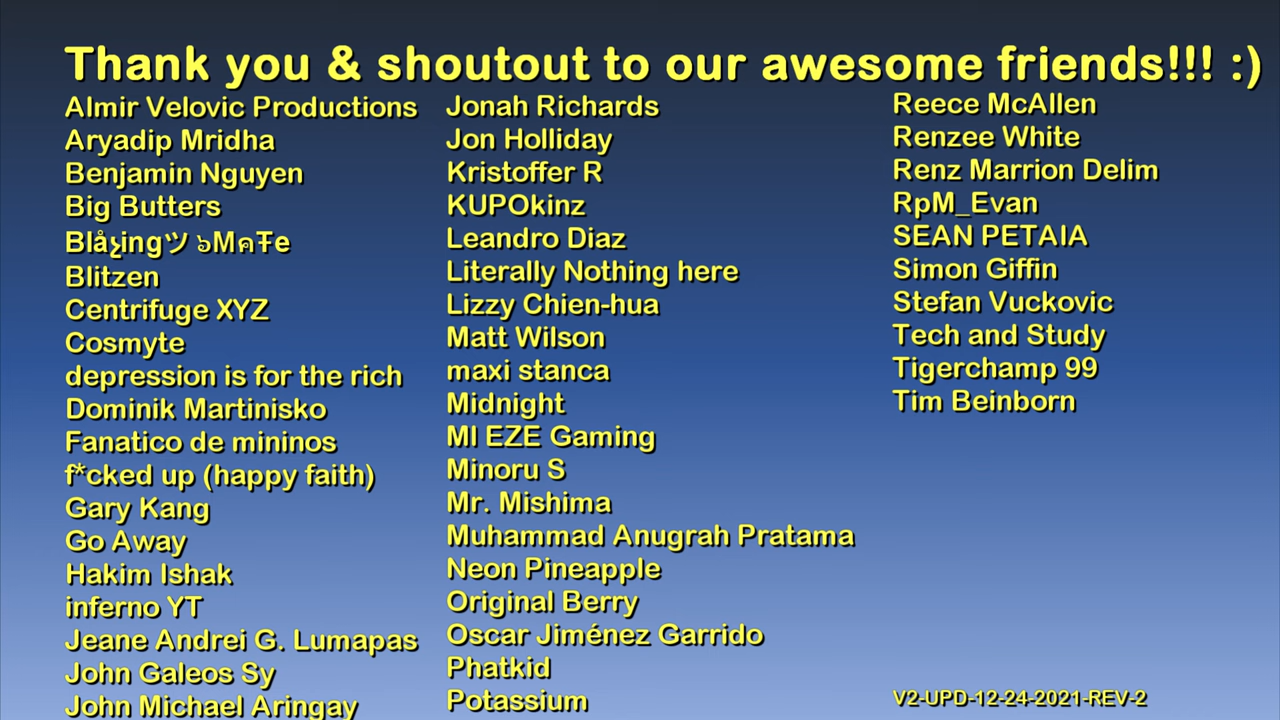 Thank you & shoutout to our awesome friends!!! :)
Almir Velovic Productions
Aryadip Mridha
Benjamin Nguyen
Big Butters
Blåʂįngツ ๖MคŦe
Blitzen
Centrifuge XYZ
Cosmyte
depression is for the rich
Dominik Martinisko
Fanatico de mininos
f*cked up (happy faith)
Gary Kang
Go Away
Hakim Ishak
inferno YT
Jeane Andrei G. Lumapas
John Galeos Sy
John Michael Aringay
Jonah Richards
Jon Holliday
Kristoffer R
KUPOkinz
Leandro Diaz
Literally Nothing here
Lizzy Chien-hua
Matt Wilson
maxi stanca
Midnight
MI EZE Gaming
Minoru S
Mr. Mishima
Muhammad Anugrah Pratama
Neon Pineapple
Original Berry
Oscar Jiménez Garrido
Phatkid
Potassium
Reece McAllen
Renzee White
Renz Marrion Delim
RpM_Evan
SEAN PETAIA
Simon Giffin
Stefan Vuckovic
Tech and Study
Tigerchamp 99
Tim Beinborn
V2-UPD-12-24-2021-REV-2